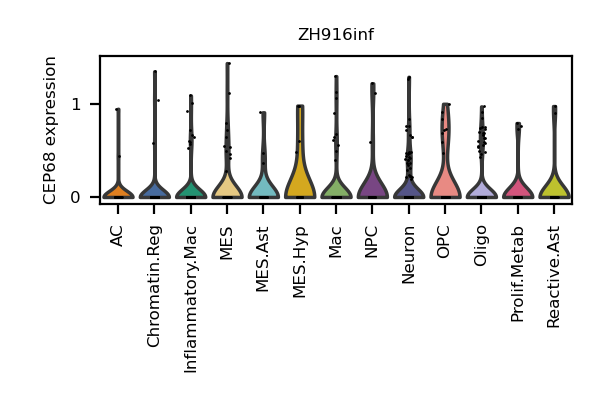 ZH916inf
CEP68 expression
1
0
AC
Chromatin.Reg
Inflammatory.Mac
MES
MES.Ast
MES.Hyp
Mac
NPC
Neuron
OPC
Oligo
Prolif.Metab
Reactive.Ast